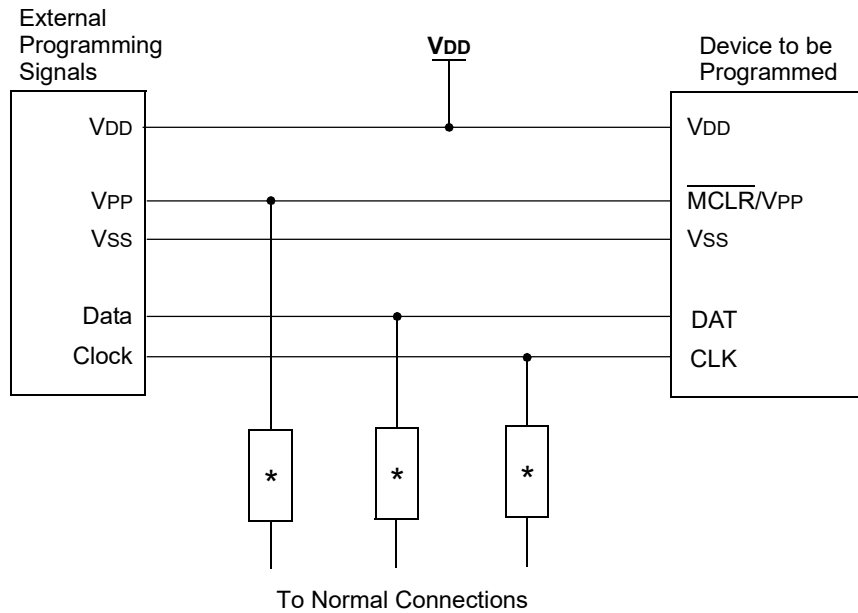 External
Programming
Signals
VDD
Device to be
Programmed
VDD
VDD
VPP
MCLR/VPP
VSS
VSS
Data
DAT
Clock
CLK
*
*
*
To Normal Connections